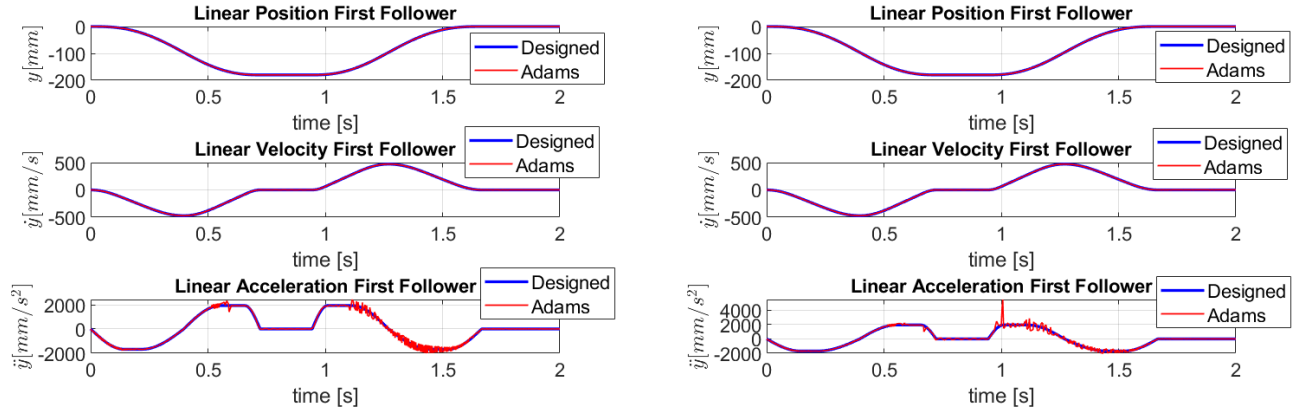 Linear Position First Follower
0
-100
-200
y[mm]
Designed
Adams
0 0.5 1 1.5 2
time [s]
Linear Velocity First Follower
500
0
-500
ẏ[mm/s]
Designed
Adams
0 0.5 1 1.5 2
time [s]
Linear Acceleration First Follower
2000
0
-2000
ÿ[mm/s²]
Designed
Adams
0 0.5 1 1.5 2
time [s]
Linear Position First Follower
0
-100
-200
y[mm]
Designed
Adams
0 0.5 1 1.5 2
time [s]
Linear Velocity First Follower
500
0
-500
ẏ[mm/s]
Designed
Adams
0 0.5 1 1.5 2
time [s]
Linear Acceleration First Follower
4000
2000
0
-2000
ÿ[mm/s²]
Designed
Adams
0 0.5 1 1.5 2
time [s]